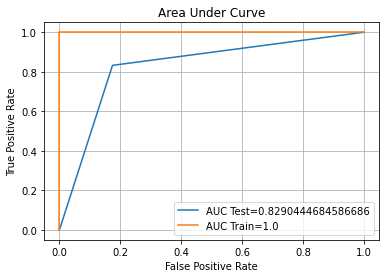 Area Under Curve
True Positive Rate
1.0
0.8
0.6
0.4
0.2
0.0
AUC Test=0.8290444684586686
AUC Train=1.0
0.0 0.2 0.4 0.6 0.8 1.0
False Positive Rate